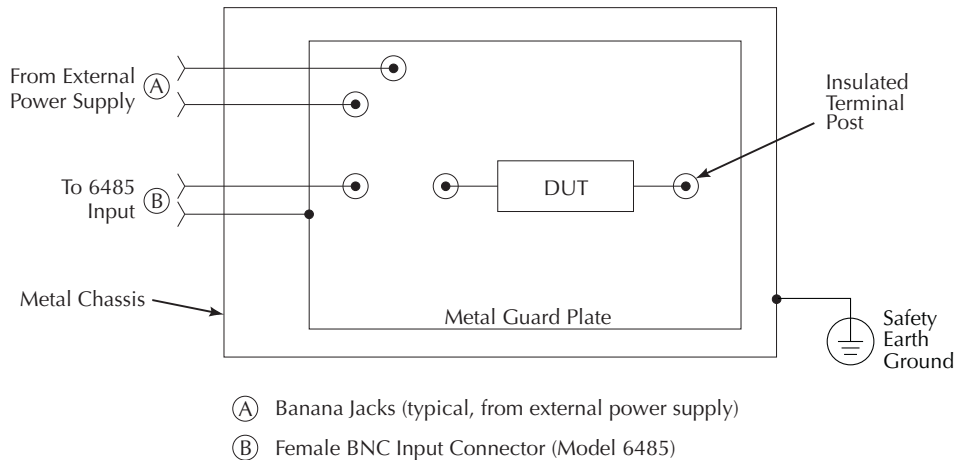 From External
Power Supply
A
Insulated
Terminal
Post
To 6485
Input
B
DUT
Metal Chassis
Metal Guard Plate
Safety
Earth
Ground
A Banana Jacks (typical, from external power supply)
B Female BNC Input Connector (Model 6485)